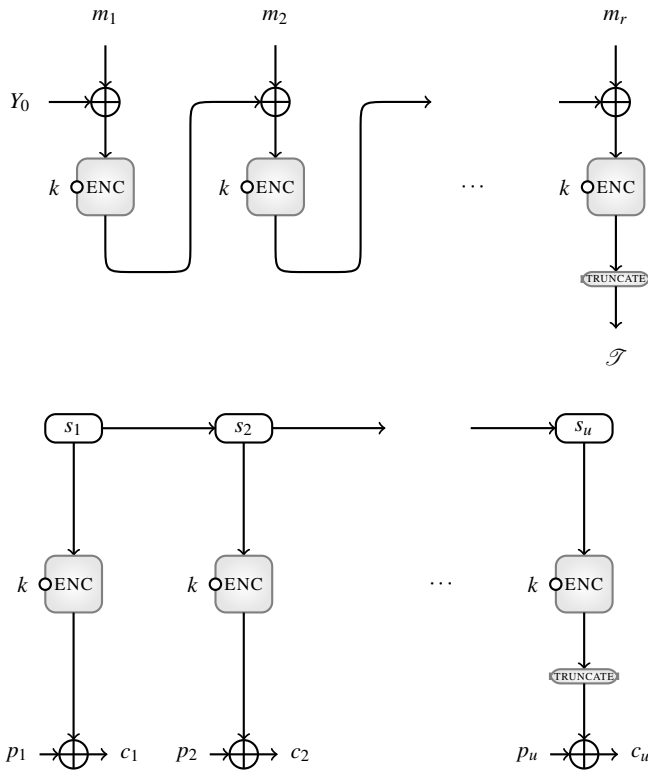 m₁ m₂ mᵣ
Y₀
k ENC k ENC ⋯ k ENC
TRUNCATE
𝒯
s₁ s₂ sᵤ
k ENC k ENC ⋯ k ENC
TRUNCATE
p₁ c₁ p₂ c₂ pᵤ cᵤ